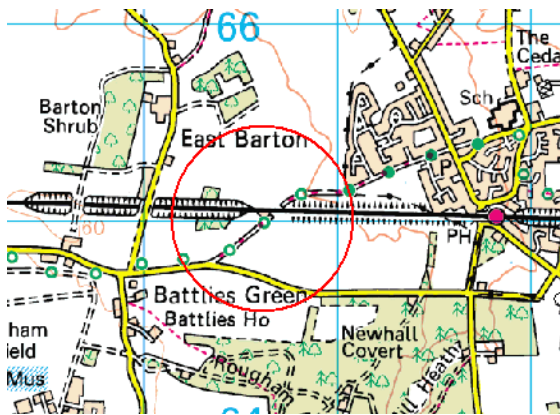 66
The
Ceda
Barton
Shrub
Sch
East Barton
60
PH
Battlies Green
Battlies Ho
ham
ield
Newhall
Covert
Mus
Rougham
Heath